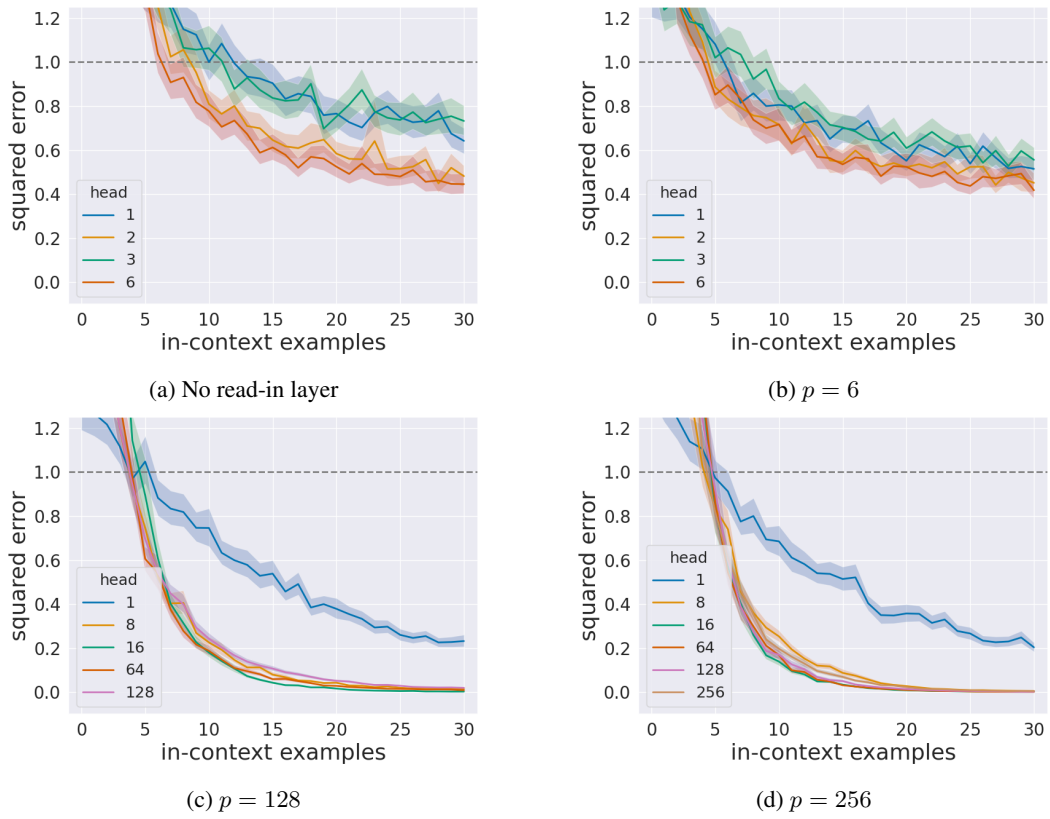 1.2
1.0
0.8
0.6
0.4
0.2
0.0
squared error
head
1
2
3
6
0 5 10 15 20 25 30
in-context examples
(a) No read-in layer
1.2
1.0
0.8
0.6
0.4
0.2
0.0
squared error
head
1
2
3
6
0 5 10 15 20 25 30
in-context examples
(b) p = 6
1.2
1.0
0.8
0.6
0.4
0.2
0.0
squared error
head
1
8
16
64
128
0 5 10 15 20 25 30
in-context examples
(c) p = 128
1.2
1.0
0.8
0.6
0.4
0.2
0.0
squared error
head
1
8
16
64
128
256
0 5 10 15 20 25 30
in-context examples
(d) p = 256